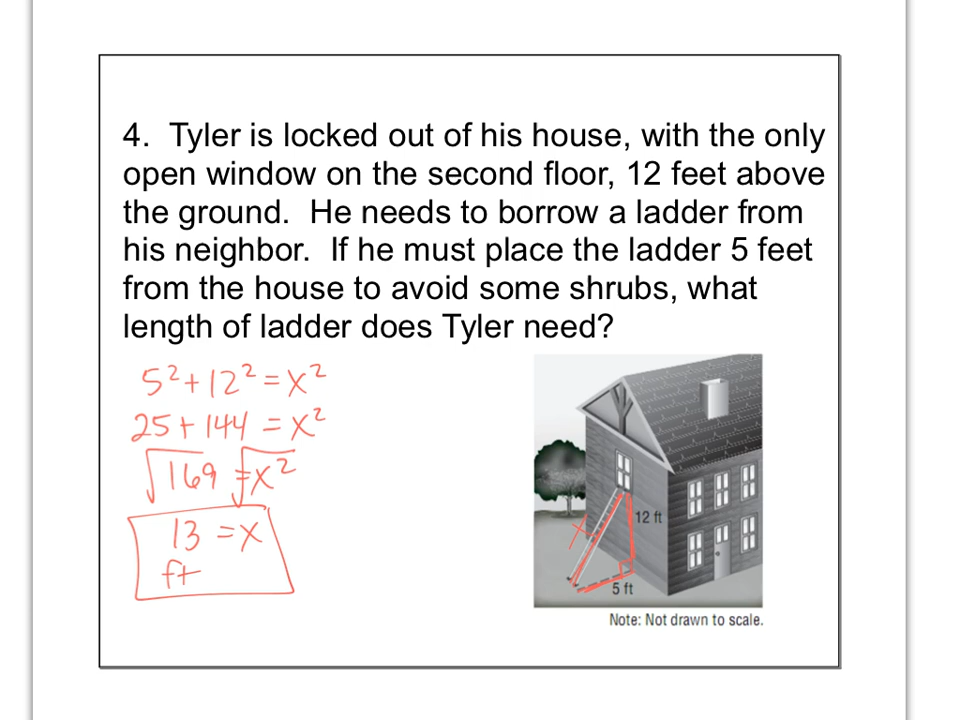 4. Tyler is locked out of his house, with the only
open window on the second floor, 12 feet above
the ground. He needs to borrow a ladder from
his neighbor. If he must place the ladder 5 feet
from the house to avoid some shrubs, what
length of ladder does Tyler need?
5²+12²=x²
25+144=x²
√169=√x²
13=x
ft
x
12 ft
5 ft
Note: Not drawn to scale.